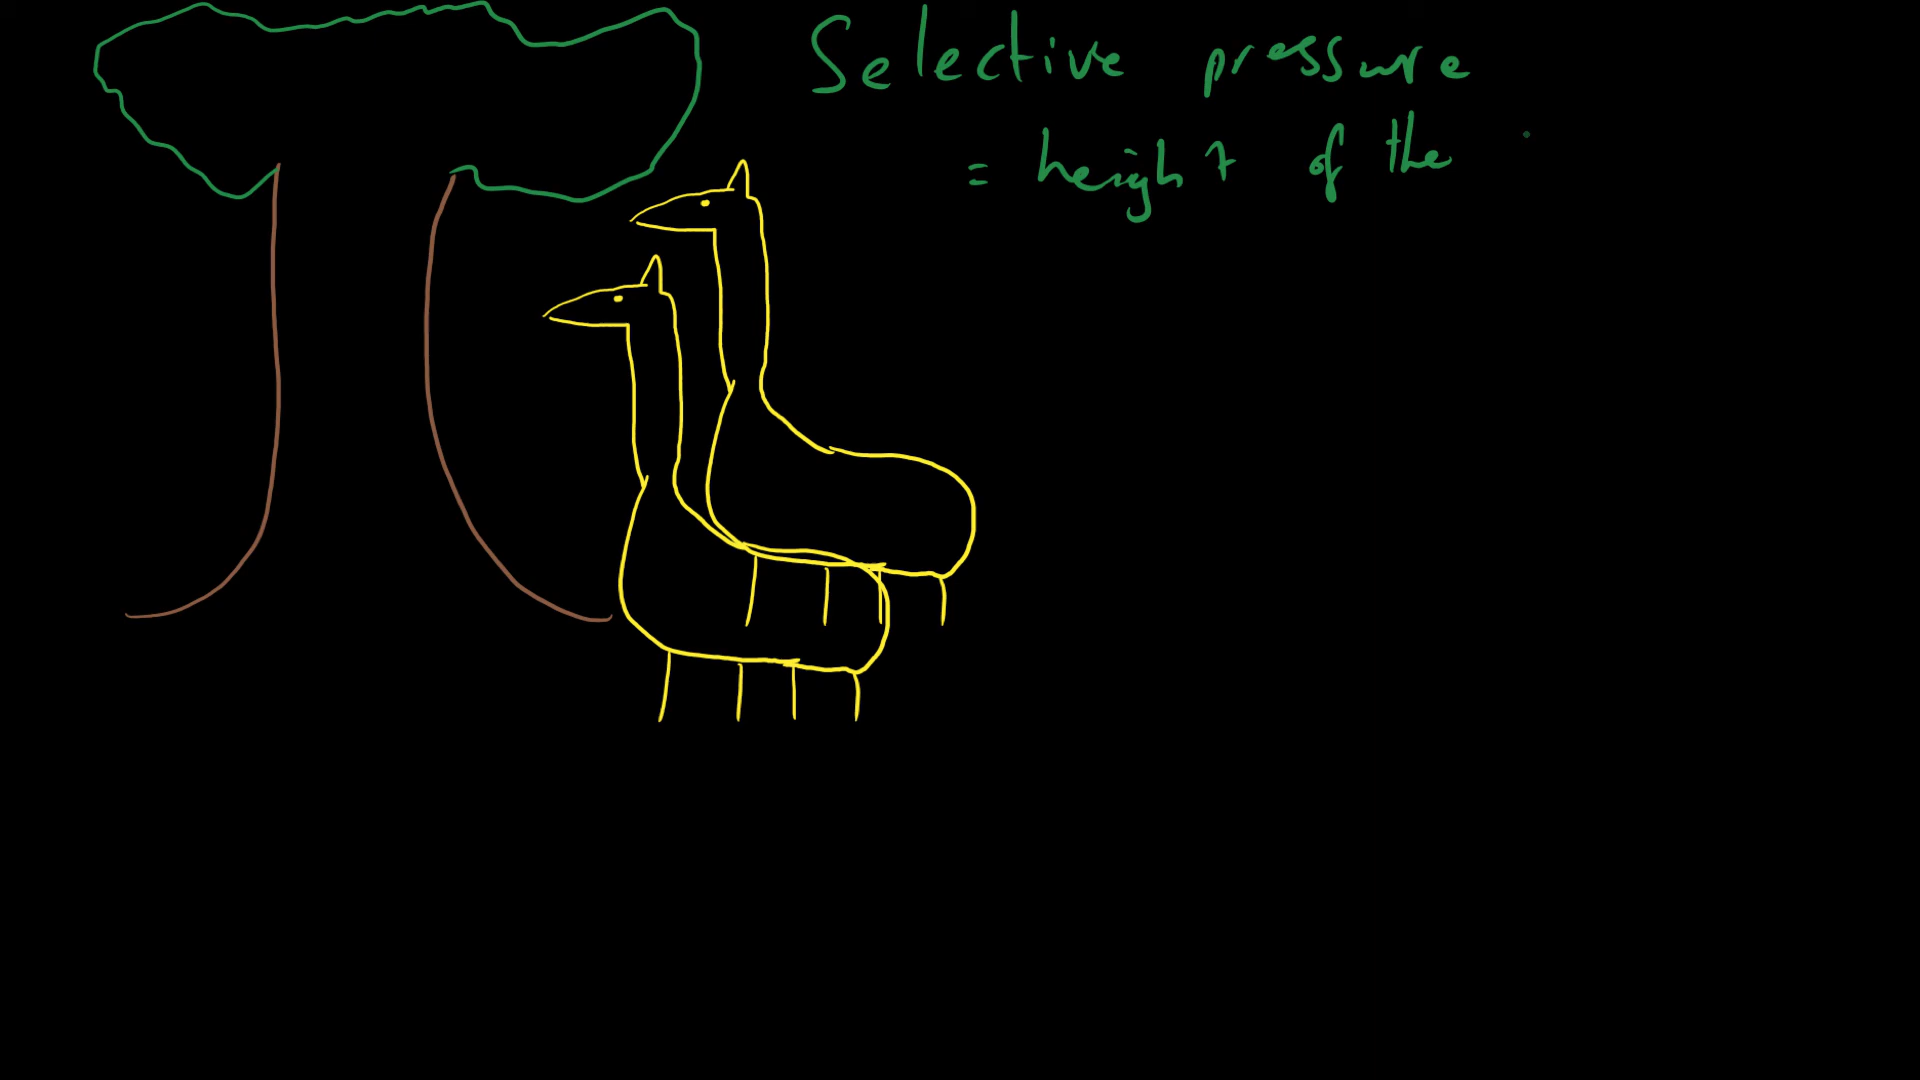 Selective pressure
= height of the